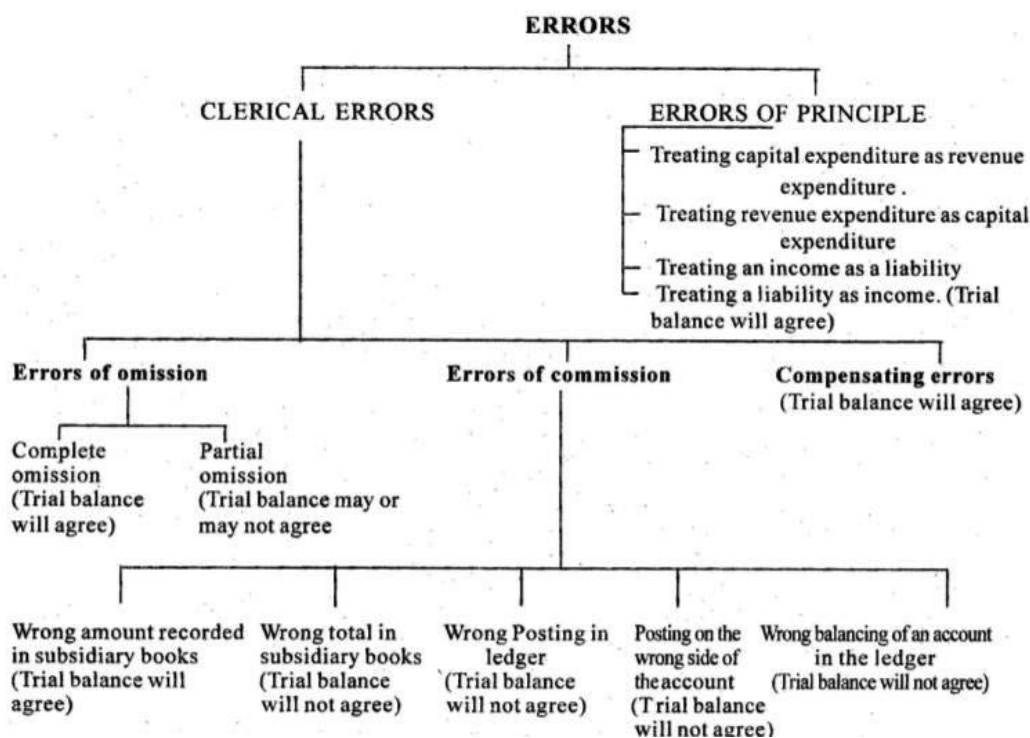 ERRORS
CLERICAL ERRORS
ERRORS OF PRINCIPLE
Treating capital expenditure as revenue
expenditure .
Treating revenue expenditure as capital
expenditure
Treating an income as a liability
Treating a liability as income. (Trial
balance will agree)
Errors of omission
Errors of commission
Compensating errors
(Trial balance will agree)
Complete
omission
(Trial balance
will agree)
Partial
omission
(Trial balance may or
may not agree
Wrong amount recorded
in subsidiary books
(Trial balance will
agree)
Wrong total in
subsidiary books
(Trial balance
will not agree)
Wrong Posting in
ledger
(Trial balance
will not agree)
Posting on the
wrong side of
the account
(Trial balance
will not agree)
Wrong balancing of an account
in the ledger
(Trial balance will not agree)